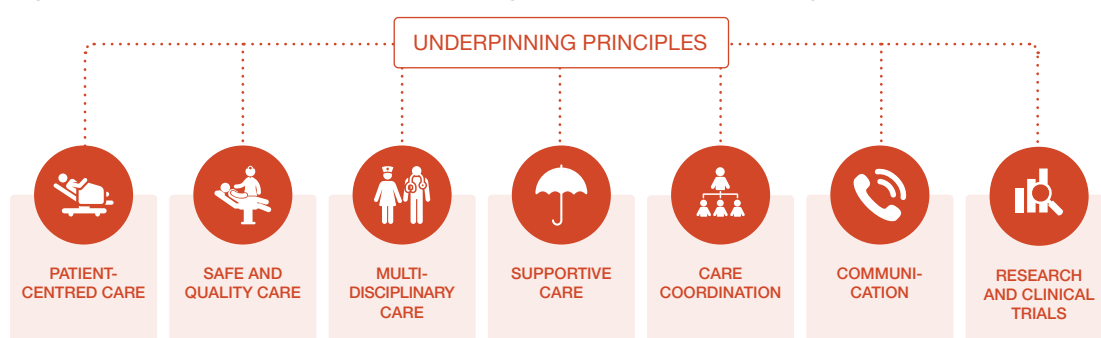 UNDERPINNING PRINCIPLES
PATIENT-
CENTRED CARE
SAFE AND
QUALITY CARE
MULTI-
DISCIPLINARY
CARE
SUPPORTIVE
CARE
CARE
COORDINATION
COMMUNI-
CATION
RESEARCH
AND CLINICAL
TRIALS